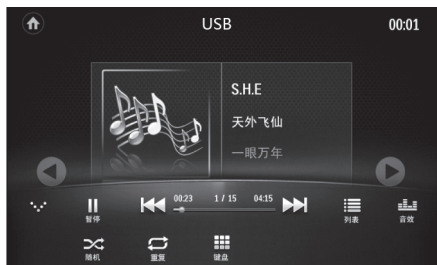 USB
00:01
S.H.E
天外飞仙
一眼万年
00:23
1 / 15
04:15
暂停
列表
音效
随机
重复
键盘